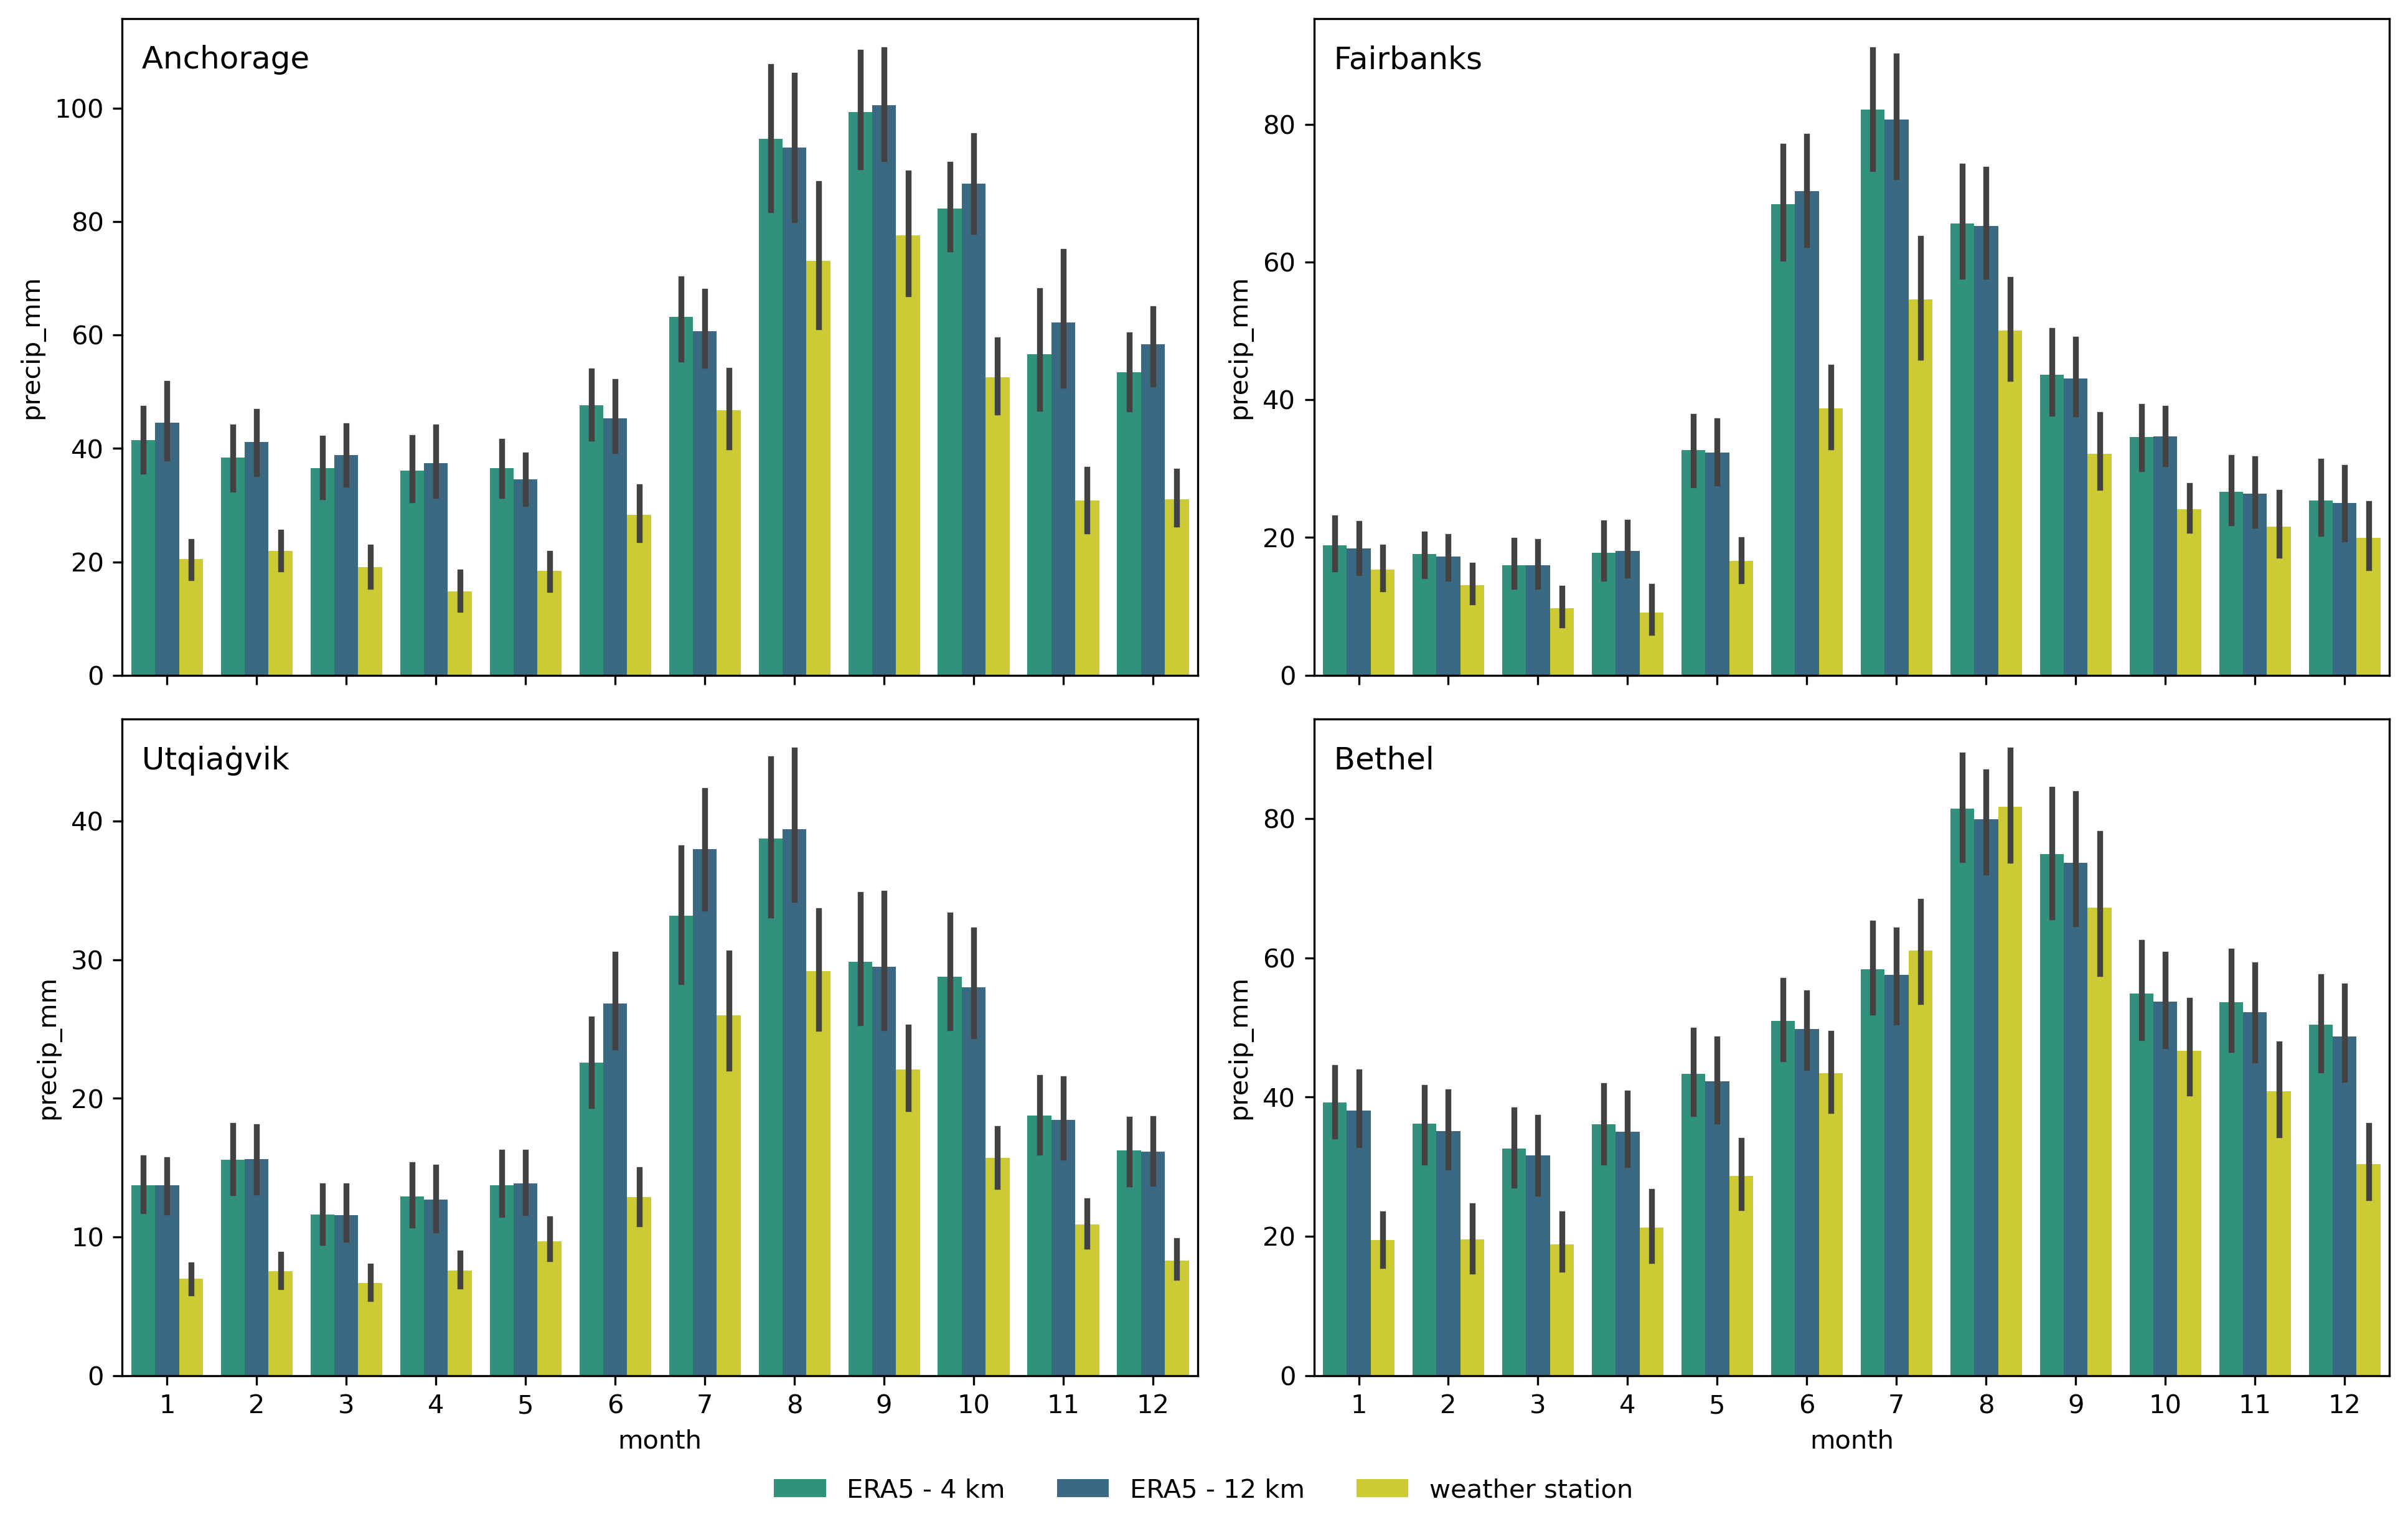 Anchorage
precip_mm
100
80
60
40
20
0
Fairbanks
precip_mm
80
60
40
20
0
Utqiaġvik
precip_mm
40
30
20
10
0
1 2 3 4 5 6 7 8 9 10 11 12
month
Bethel
precip_mm
80
60
40
20
0
1 2 3 4 5 6 7 8 9 10 11 12
month
ERA5 - 4 km ERA5 - 12 km weather station